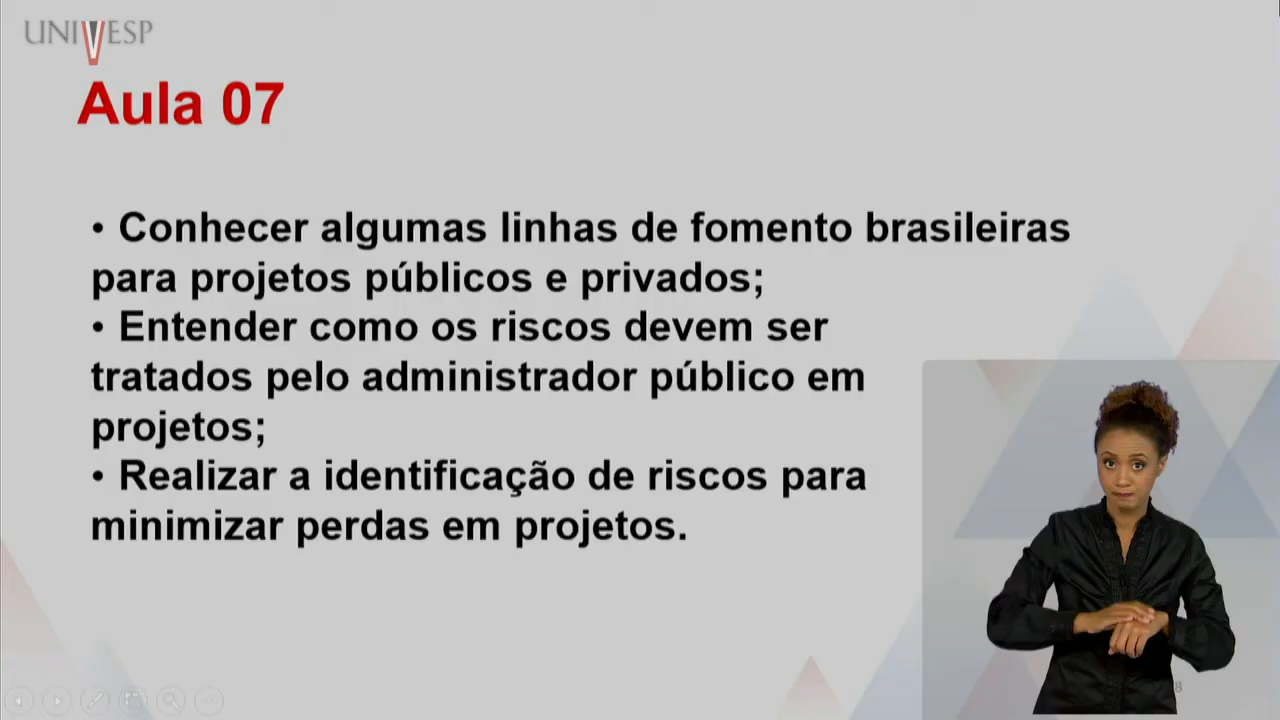 UNIVESP
Aula 07
• Conhecer algumas linhas de fomento brasileiras
para projetos públicos e privados;
• Entender como os riscos devem ser
tratados pelo administrador público em
projetos;
• Realizar a identificação de riscos para
minimizar perdas em projetos.
8